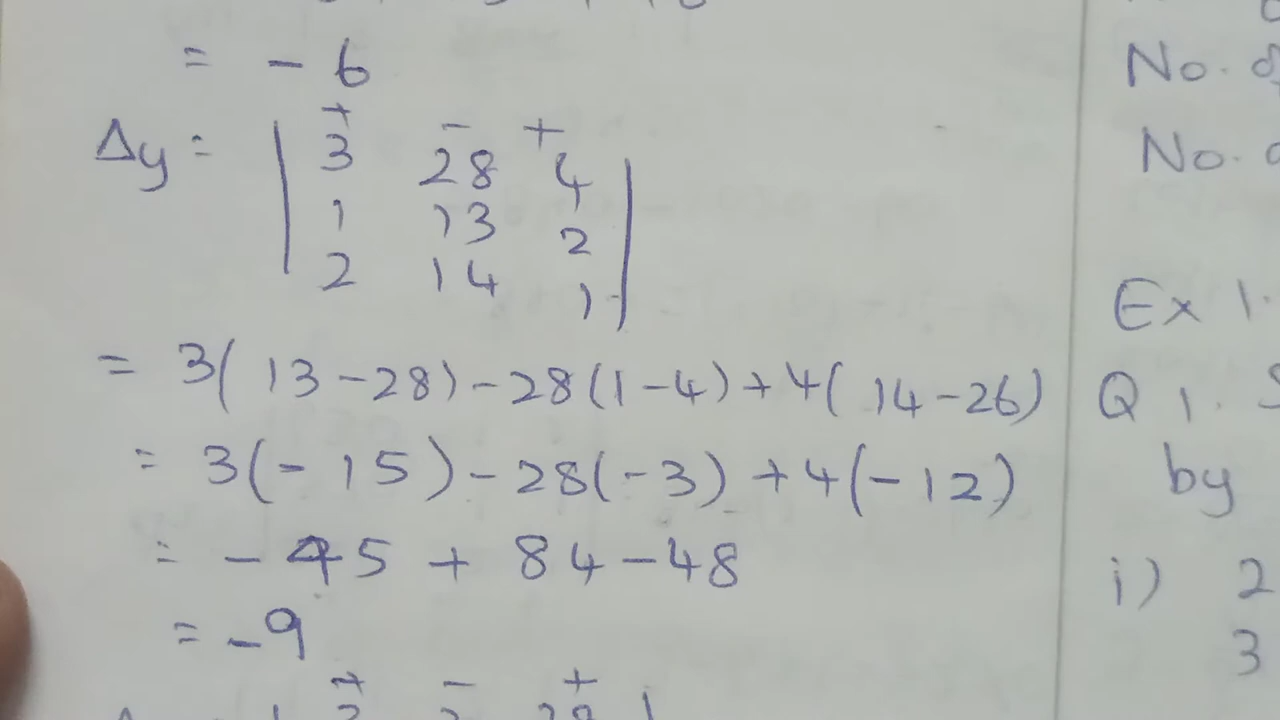 = - 6
+ - +
Δy = | 3 28 4 |
1 13 2
2 14 1
= 3( 13 - 28) - 28(1 - 4) + 4( 14 - 26)
= 3(- 15) - 28(-3) + 4(- 12)
= - 45 + 84 - 48
= -9
+ - +
No.
No.
Ex 1.
Q 1.
by
i) 2
3